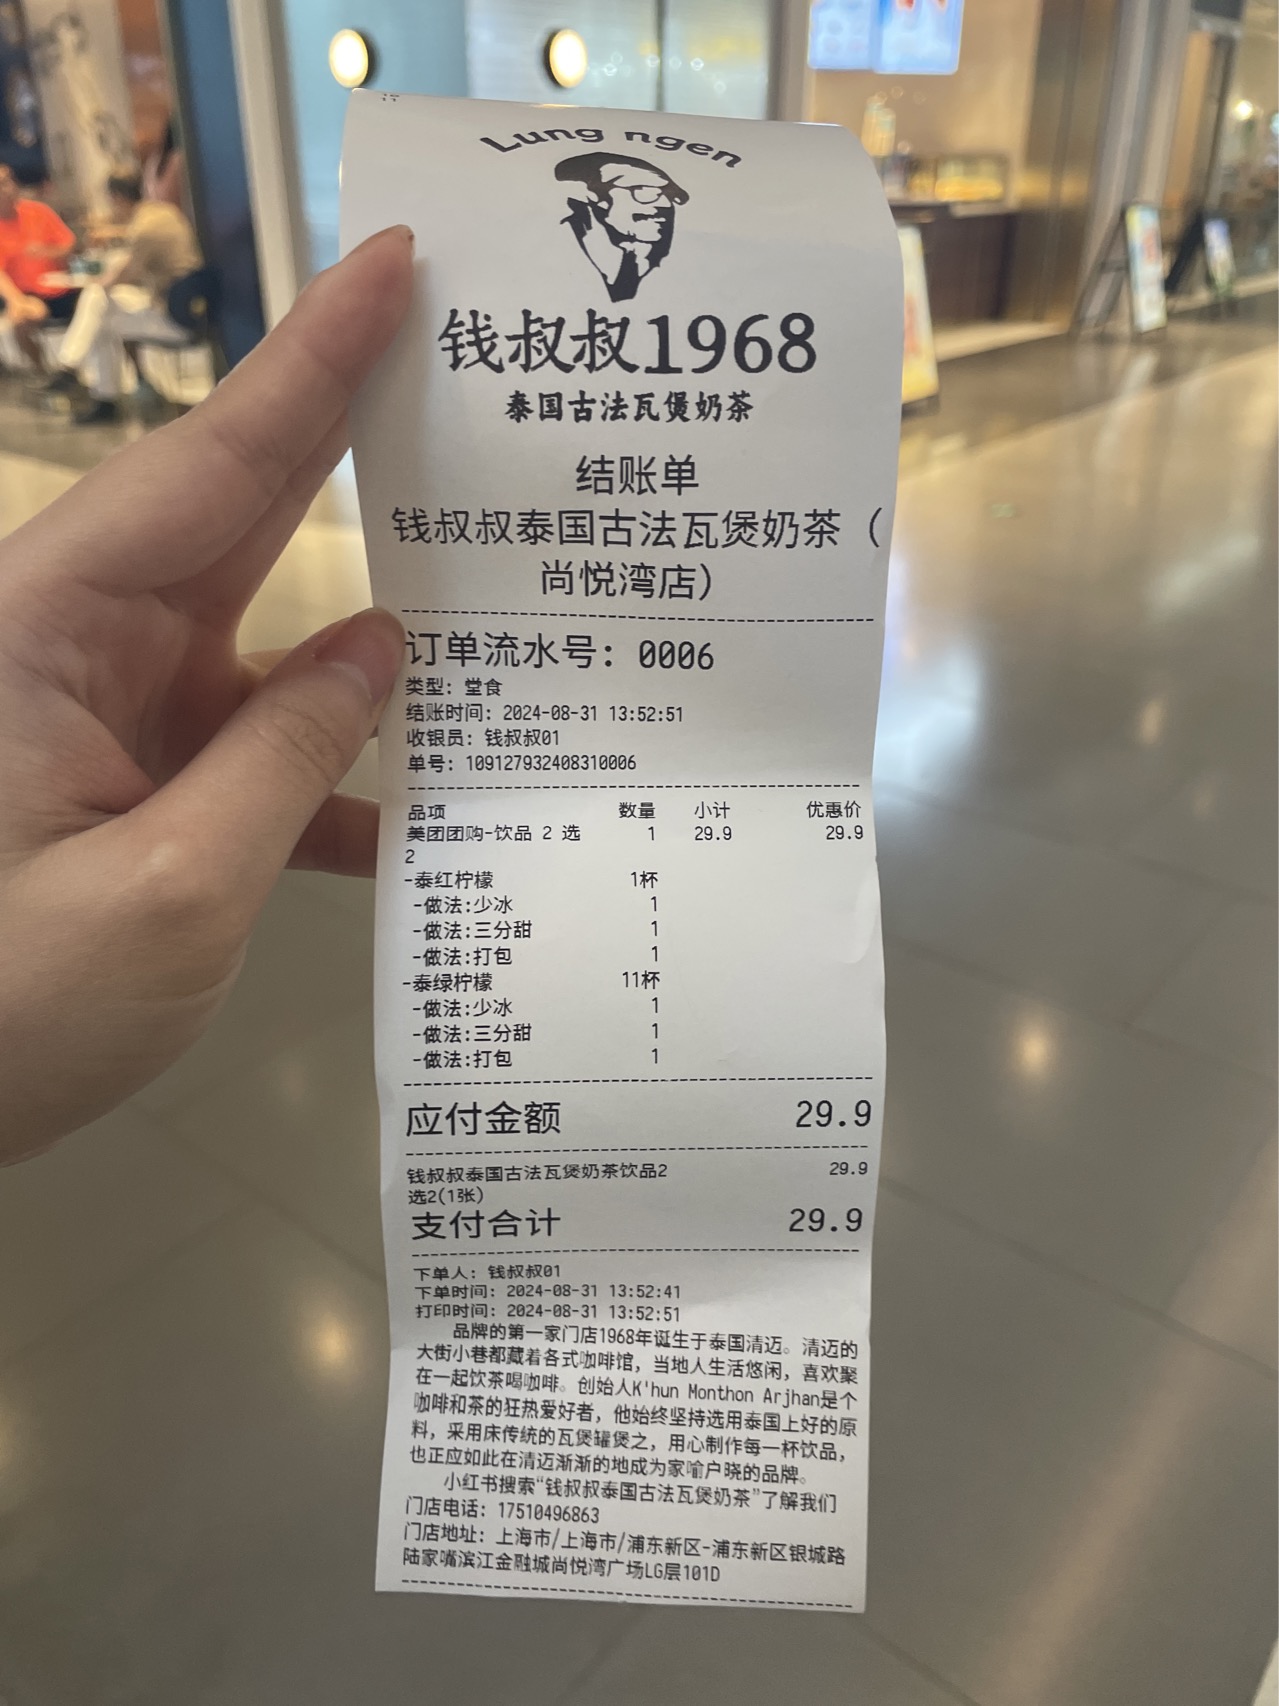 Lung ngen
钱叔叔1968
泰国古法瓦煲奶茶
结账单
钱叔叔泰国古法瓦煲奶茶（
尚悦湾店）
订单流水号：0006
类型：堂食
结账时间：2024-08-31 13:52:51
收银员：钱叔叔01
单号：109127932408310006
品项 数量 小计 优惠价
美团团购-饮品 2 选 1 29.9 29.9
2
-泰红柠檬 1杯
-做法:少冰 1
-做法:三分甜 1
-做法:打包 1
-泰绿柠檬 11杯
-做法:少冰 1
-做法:三分甜 1
-做法:打包 1
应付金额 29.9
钱叔叔泰国古法瓦煲奶茶饮品2 29.9
选2(1张)
支付合计 29.9
下单人：钱叔叔01
下单时间：2024-08-31 13:52:41
打印时间：2024-08-31 13:52:51
品牌的第一家门店1968年诞生于泰国清迈。清迈的
大街小巷都藏着各式咖啡馆，当地人生活悠闲，喜欢聚
在一起饮茶喝咖啡。创始人K'hun Monthon Arjhan是个
咖啡和茶的狂热爱好者，他始终坚持选用泰国上好的原
料，采用床传统的瓦煲罐煲之，用心制作每一杯饮品，
也正应如此在清迈渐渐的地成为家喻户晓的品牌。
小红书搜索“钱叔叔泰国古法瓦煲奶茶”了解我们
门店电话：17510496863
门店地址：上海市/上海市/浦东新区-浦东新区银城路
陆家嘴滨江金融城尚悦湾广场LG层101D